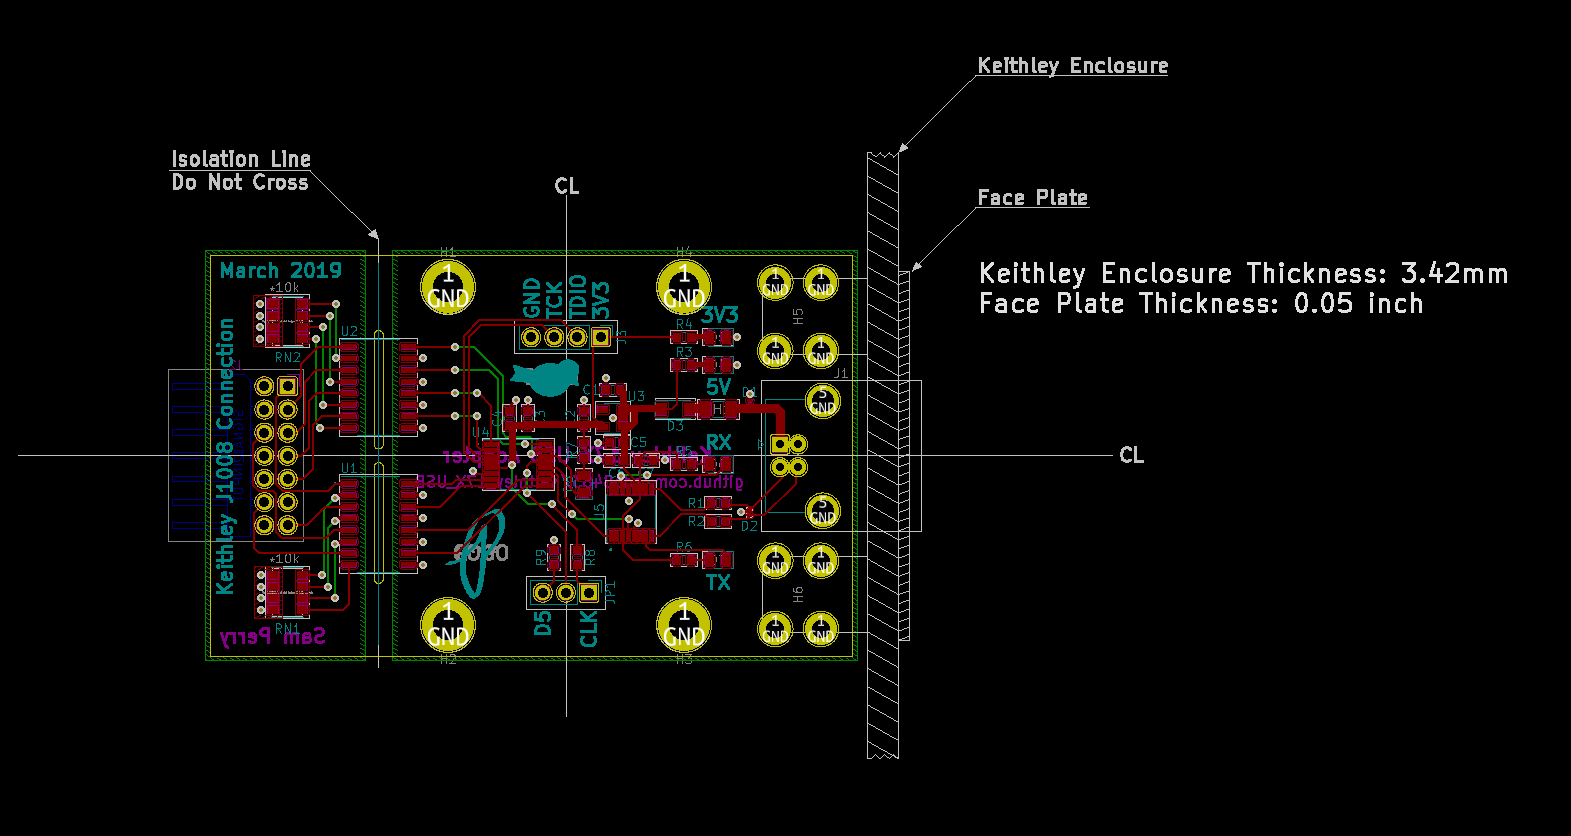 Keithley Enclosure
Isolation Line
Do Not Cross
CL
Face Plate
Keithley Enclosure Thickness: 3.42mm
Face Plate Thickness: 0.05 inch
March 2019
*10k
RN2
U2
H1
1
GND
H4
1
GND
GND
TCK
TDIO
3V3
3V3
R4
R3
5V
1
GND
1
GND
H5
1
GND
1
GND
J1
5
GND
U3
D3
RX
CL
Keithley J1008 Connection
U4
C5
U1
U5
R1
R2
D2
5
GND
R6
TX
R9
R8
JP1
D5
CLK
*10k
RN1
Sam Perry
1
GND
H2
1
GND
H3
1
GND
1
GND
H6
1
GND
1
GND